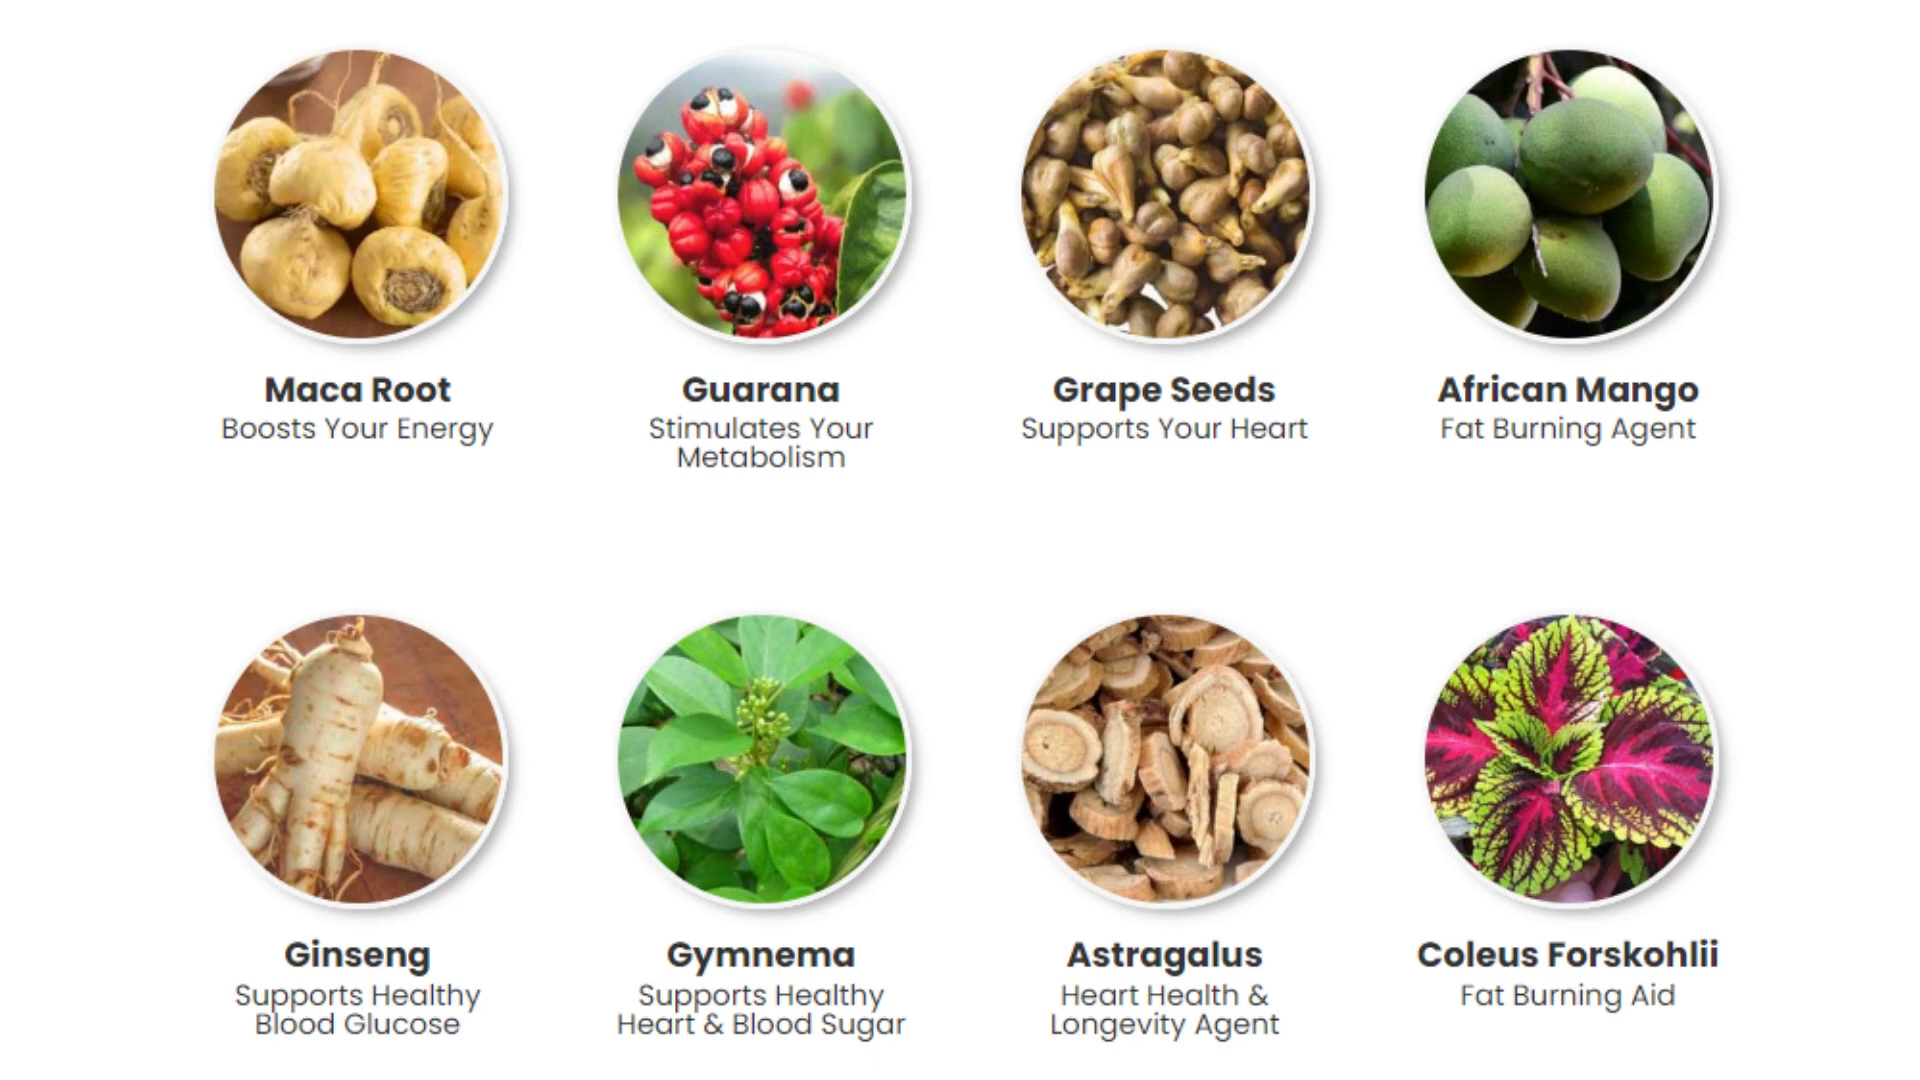 Maca Root
Boosts Your Energy
Guarana
Stimulates Your
Metabolism
Grape Seeds
Supports Your Heart
African Mango
Fat Burning Agent
Ginseng
Supports Healthy
Blood Glucose
Gymnema
Supports Healthy
Heart & Blood Sugar
Astragalus
Heart Health &
Longevity Agent
Coleus Forskohlii
Fat Burning Aid